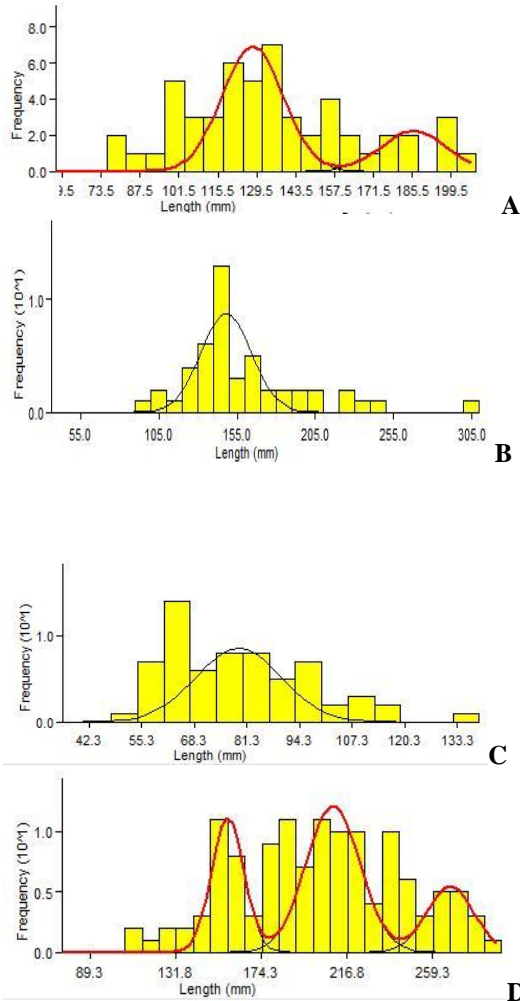 8.0
6.0
4.0
2.0
0.0
Frequency
9.5 73.5 87.5 101.5 115.5 129.5 143.5 157.5 171.5 185.5 199.5
Length (mm)
A
1.0
0.0
Frequency (10^1)
55.0 105.0 155.0 205.0 255.0 305.0
Length (mm)
B
1.0
0.0
Frequency (10^1)
42.3 55.3 68.3 81.3 94.3 107.3 120.3 133.3
Length (mm)
C
1.0
0.5
0.0
Frequency (10^1)
89.3 131.8 174.3 216.8 259.3
Length (mm)
D